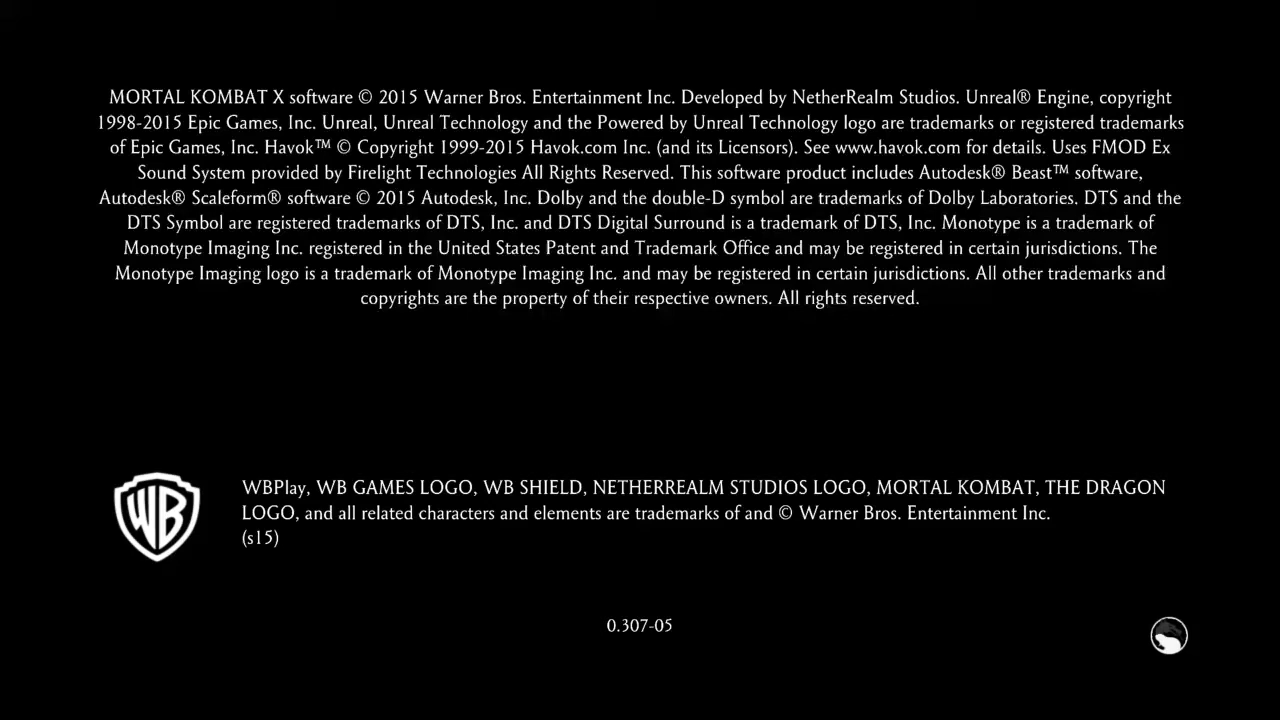 MORTAL KOMBAT X software © 2015 Warner Bros. Entertainment Inc. Developed by NetherRealm Studios. Unreal® Engine, copyright
1998-2015 Epic Games, Inc. Unreal, Unreal Technology and the Powered by Unreal Technology logo are trademarks or registered trademarks
of Epic Games, Inc. Havok™ © Copyright 1999-2015 Havok.com Inc. (and its Licensors). See www.havok.com for details. Uses FMOD Ex
Sound System provided by Firelight Technologies All Rights Reserved. This software product includes Autodesk® Beast™ software,
Autodesk® Scaleform® software © 2015 Autodesk, Inc. Dolby and the double-D symbol are trademarks of Dolby Laboratories. DTS and the
DTS Symbol are registered trademarks of DTS, Inc. and DTS Digital Surround is a trademark of DTS, Inc. Monotype is a trademark of
Monotype Imaging Inc. registered in the United States Patent and Trademark Office and may be registered in certain jurisdictions. The
Monotype Imaging logo is a trademark of Monotype Imaging Inc. and may be registered in certain jurisdictions. All other trademarks and
copyrights are the property of their respective owners. All rights reserved.
WB
WBPlay, WB GAMES LOGO, WB SHIELD, NETHERREALM STUDIOS LOGO, MORTAL KOMBAT, THE DRAGON
LOGO, and all related characters and elements are trademarks of and © Warner Bros. Entertainment Inc.
(s15)
0.307-05